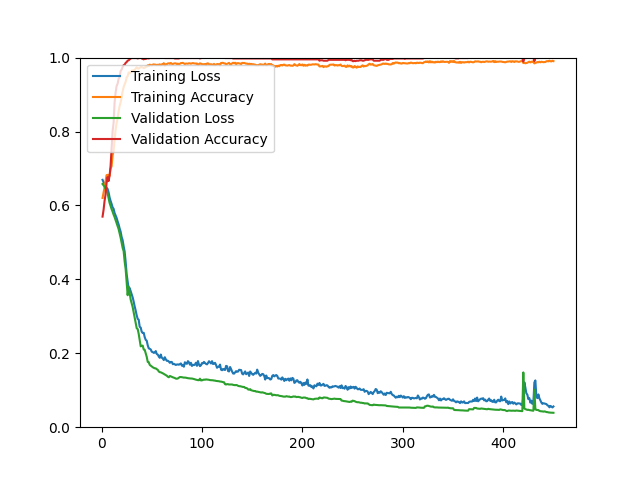 1.0
0.8
0.6
0.4
0.2
0.0
Training Loss
Training Accuracy
Validation Loss
Validation Accuracy
0 100 200 300 400